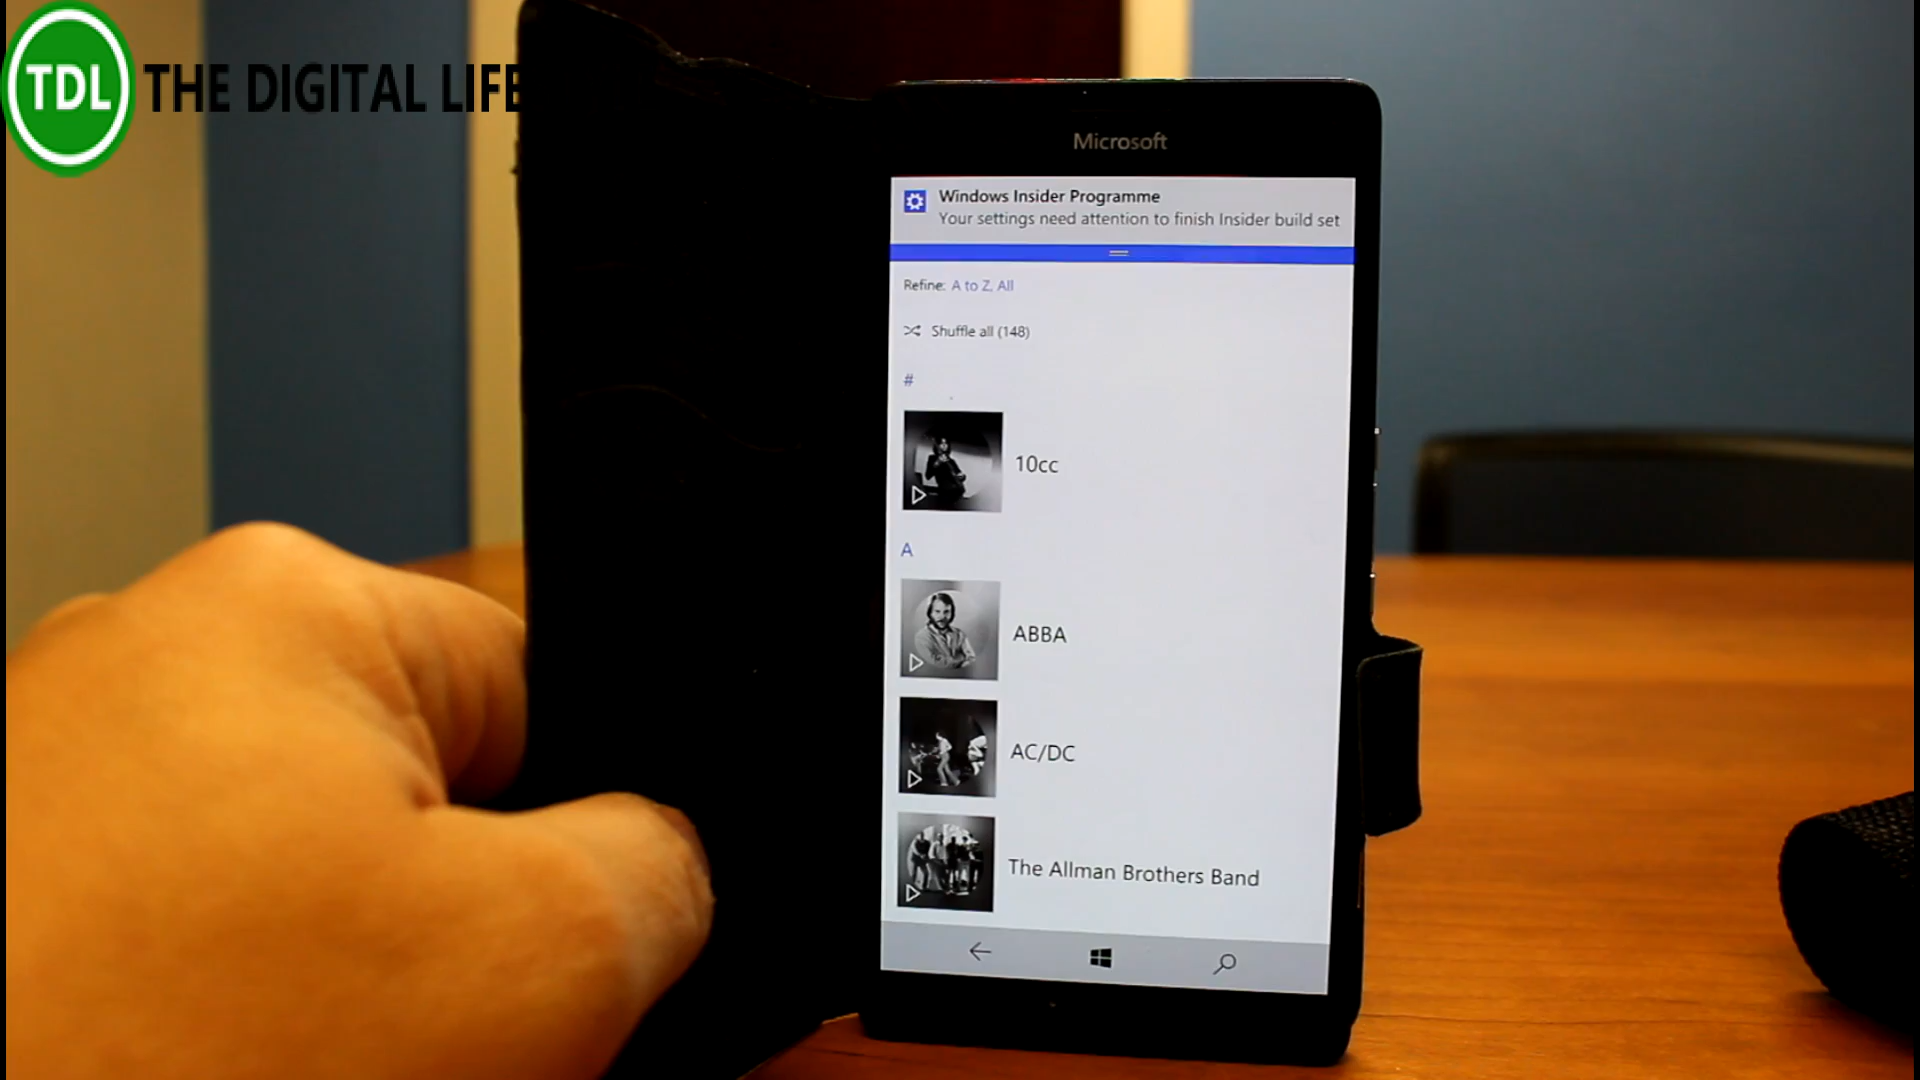 TDL THE DIGITAL LIFE
Microsoft
Windows Insider Programme
Your settings need attention to finish Insider build set
Refine: A to Z, All
Shuffle all (148)
#
10cc
A
ABBA
AC/DC
The Allman Brothers Band